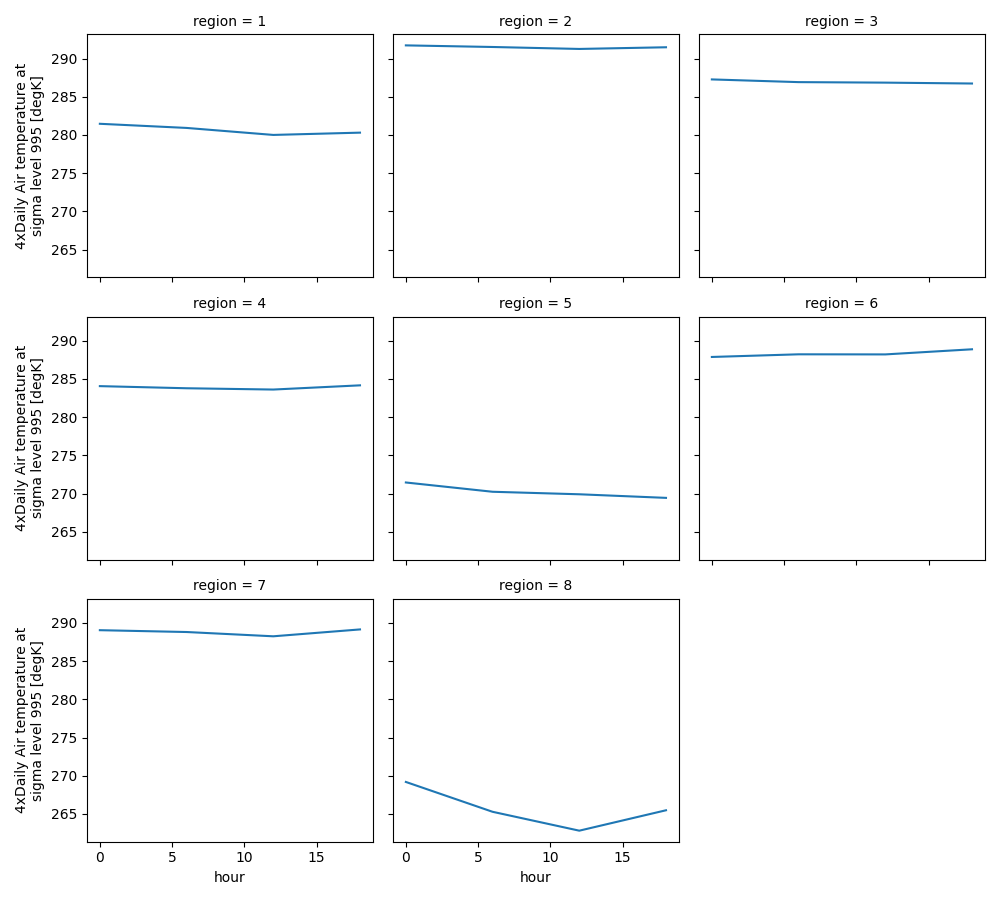 region = 1
region = 2
region = 3
4xDaily Air temperature at
sigma level 995 [degK]
290
285
280
275
270
265
region = 4
region = 5
region = 6
4xDaily Air temperature at
sigma level 995 [degK]
290
285
280
275
270
265
region = 7
region = 8
4xDaily Air temperature at
sigma level 995 [degK]
290
285
280
275
270
265
0 5 10 15
hour
0 5 10 15
hour